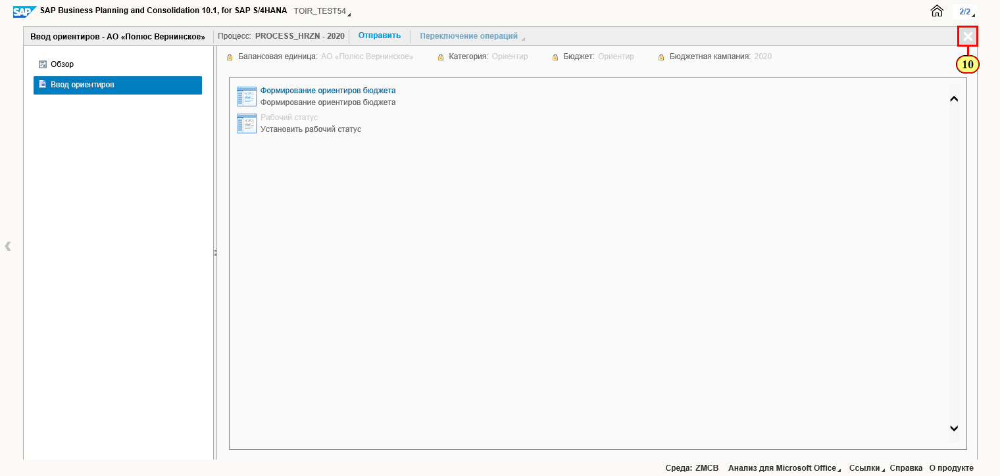 SAP SAP Business Planning and Consolidation 10.1, for SAP S/4HANA TOIR_TEST54 2/2
Ввод ориентиров - АО «Полюс Вернинское» Процесс: PROCESS_HRZN - 2020 Отправить Переключение операций
10
Балансовая единица: АО «Полюс Вернинское» Категория: Ориентир Бюджет: Ориентир Бюджетная кампания: 2020
Обзор
Ввод ориентиров
Формирование ориентиров бюджета
Формирование ориентиров бюджета
Рабочий статус
Установить рабочий статус
Среда: ZMCB Анализ для Microsoft Office Ссылки Справка О продукте